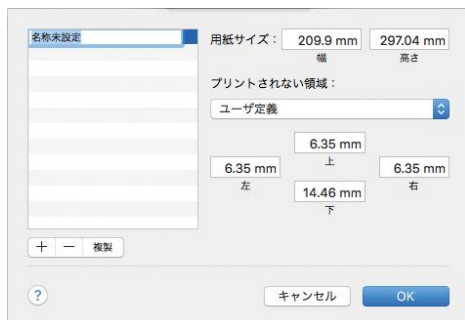 名称未設定
用紙サイズ： 209.9 mm 297.04 mm
幅 高さ
プリントされない領域：
ユーザ定義
6.35 mm
上
6.35 mm 6.35 mm
左 右
14.46 mm
下
＋ － 複製
? キャンセル OK